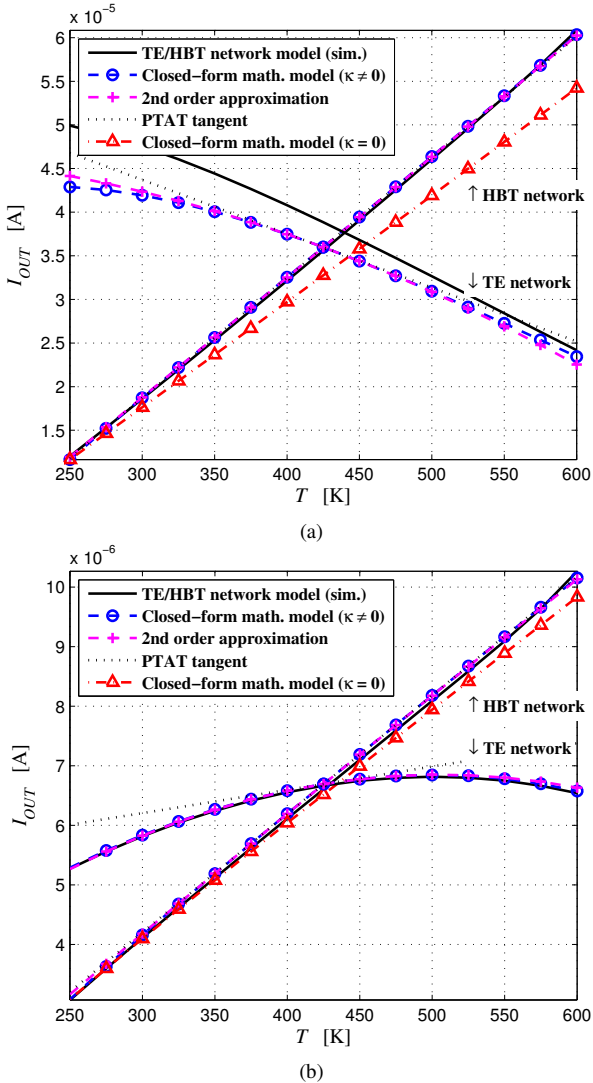 x 10⁻⁵
6
5.5
5
4.5
4
3.5
3
2.5
2
1.5
I_OUT [A]
TE/HBT network model (sim.)
Closed−form math. model (κ ≠ 0)
2nd order approximation
PTAT tangent
Closed−form math. model (κ = 0)
↑ HBT network
↓ TE network
250 300 350 400 450 500 550 600
T [K]
(a)
x 10⁻⁶
10
9
8
7
6
5
4
I_OUT [A]
TE/HBT network model (sim.)
Closed−form math. model (κ ≠ 0)
2nd order approximation
PTAT tangent
Closed−form math. model (κ = 0)
↑ HBT network
↓ TE network
250 300 350 400 450 500 550 600
T [K]
(b)